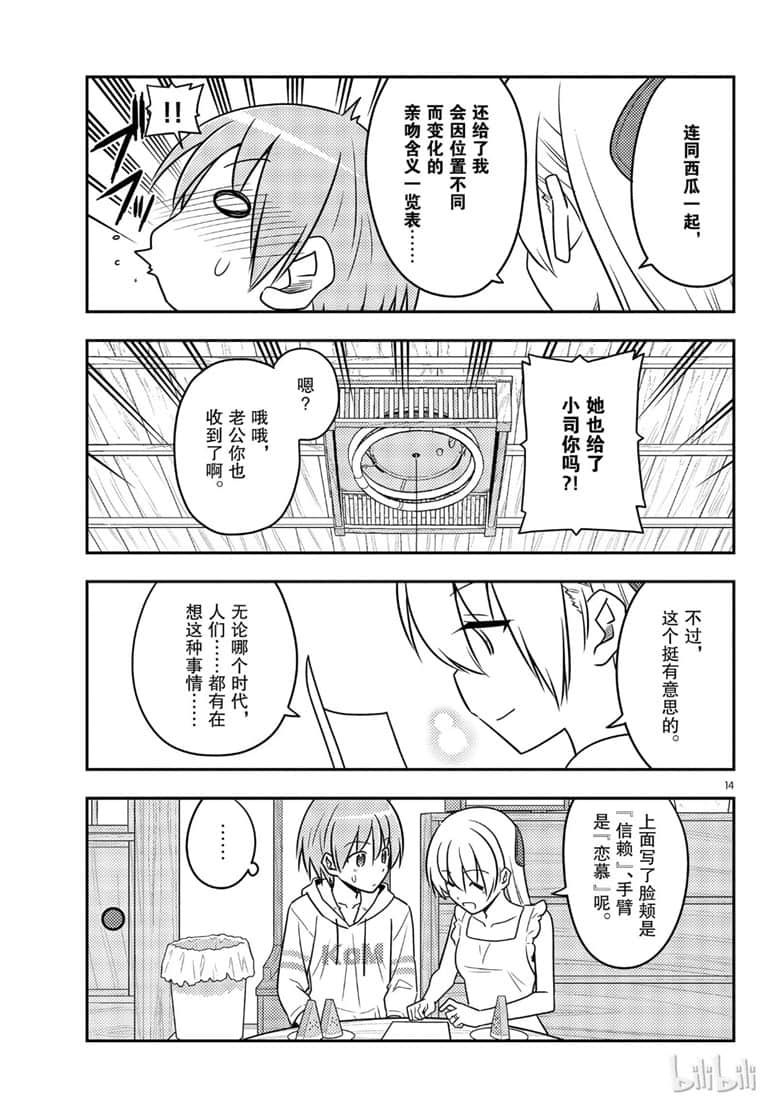 连同西瓜一起，
还给了我
会因位置不同
而变化的
亲吻含义一览表……
!!
她也给了
小司你吗?!
嗯？
哦哦，
老公你也
收到了啊。
不过，
这个挺有意思的。
无论哪个时代，
人们……都有在
想这种事情……
14
上面写了脸颊是
『信赖』、手臂
是『恋慕』呢。
……
KaM
bilibili